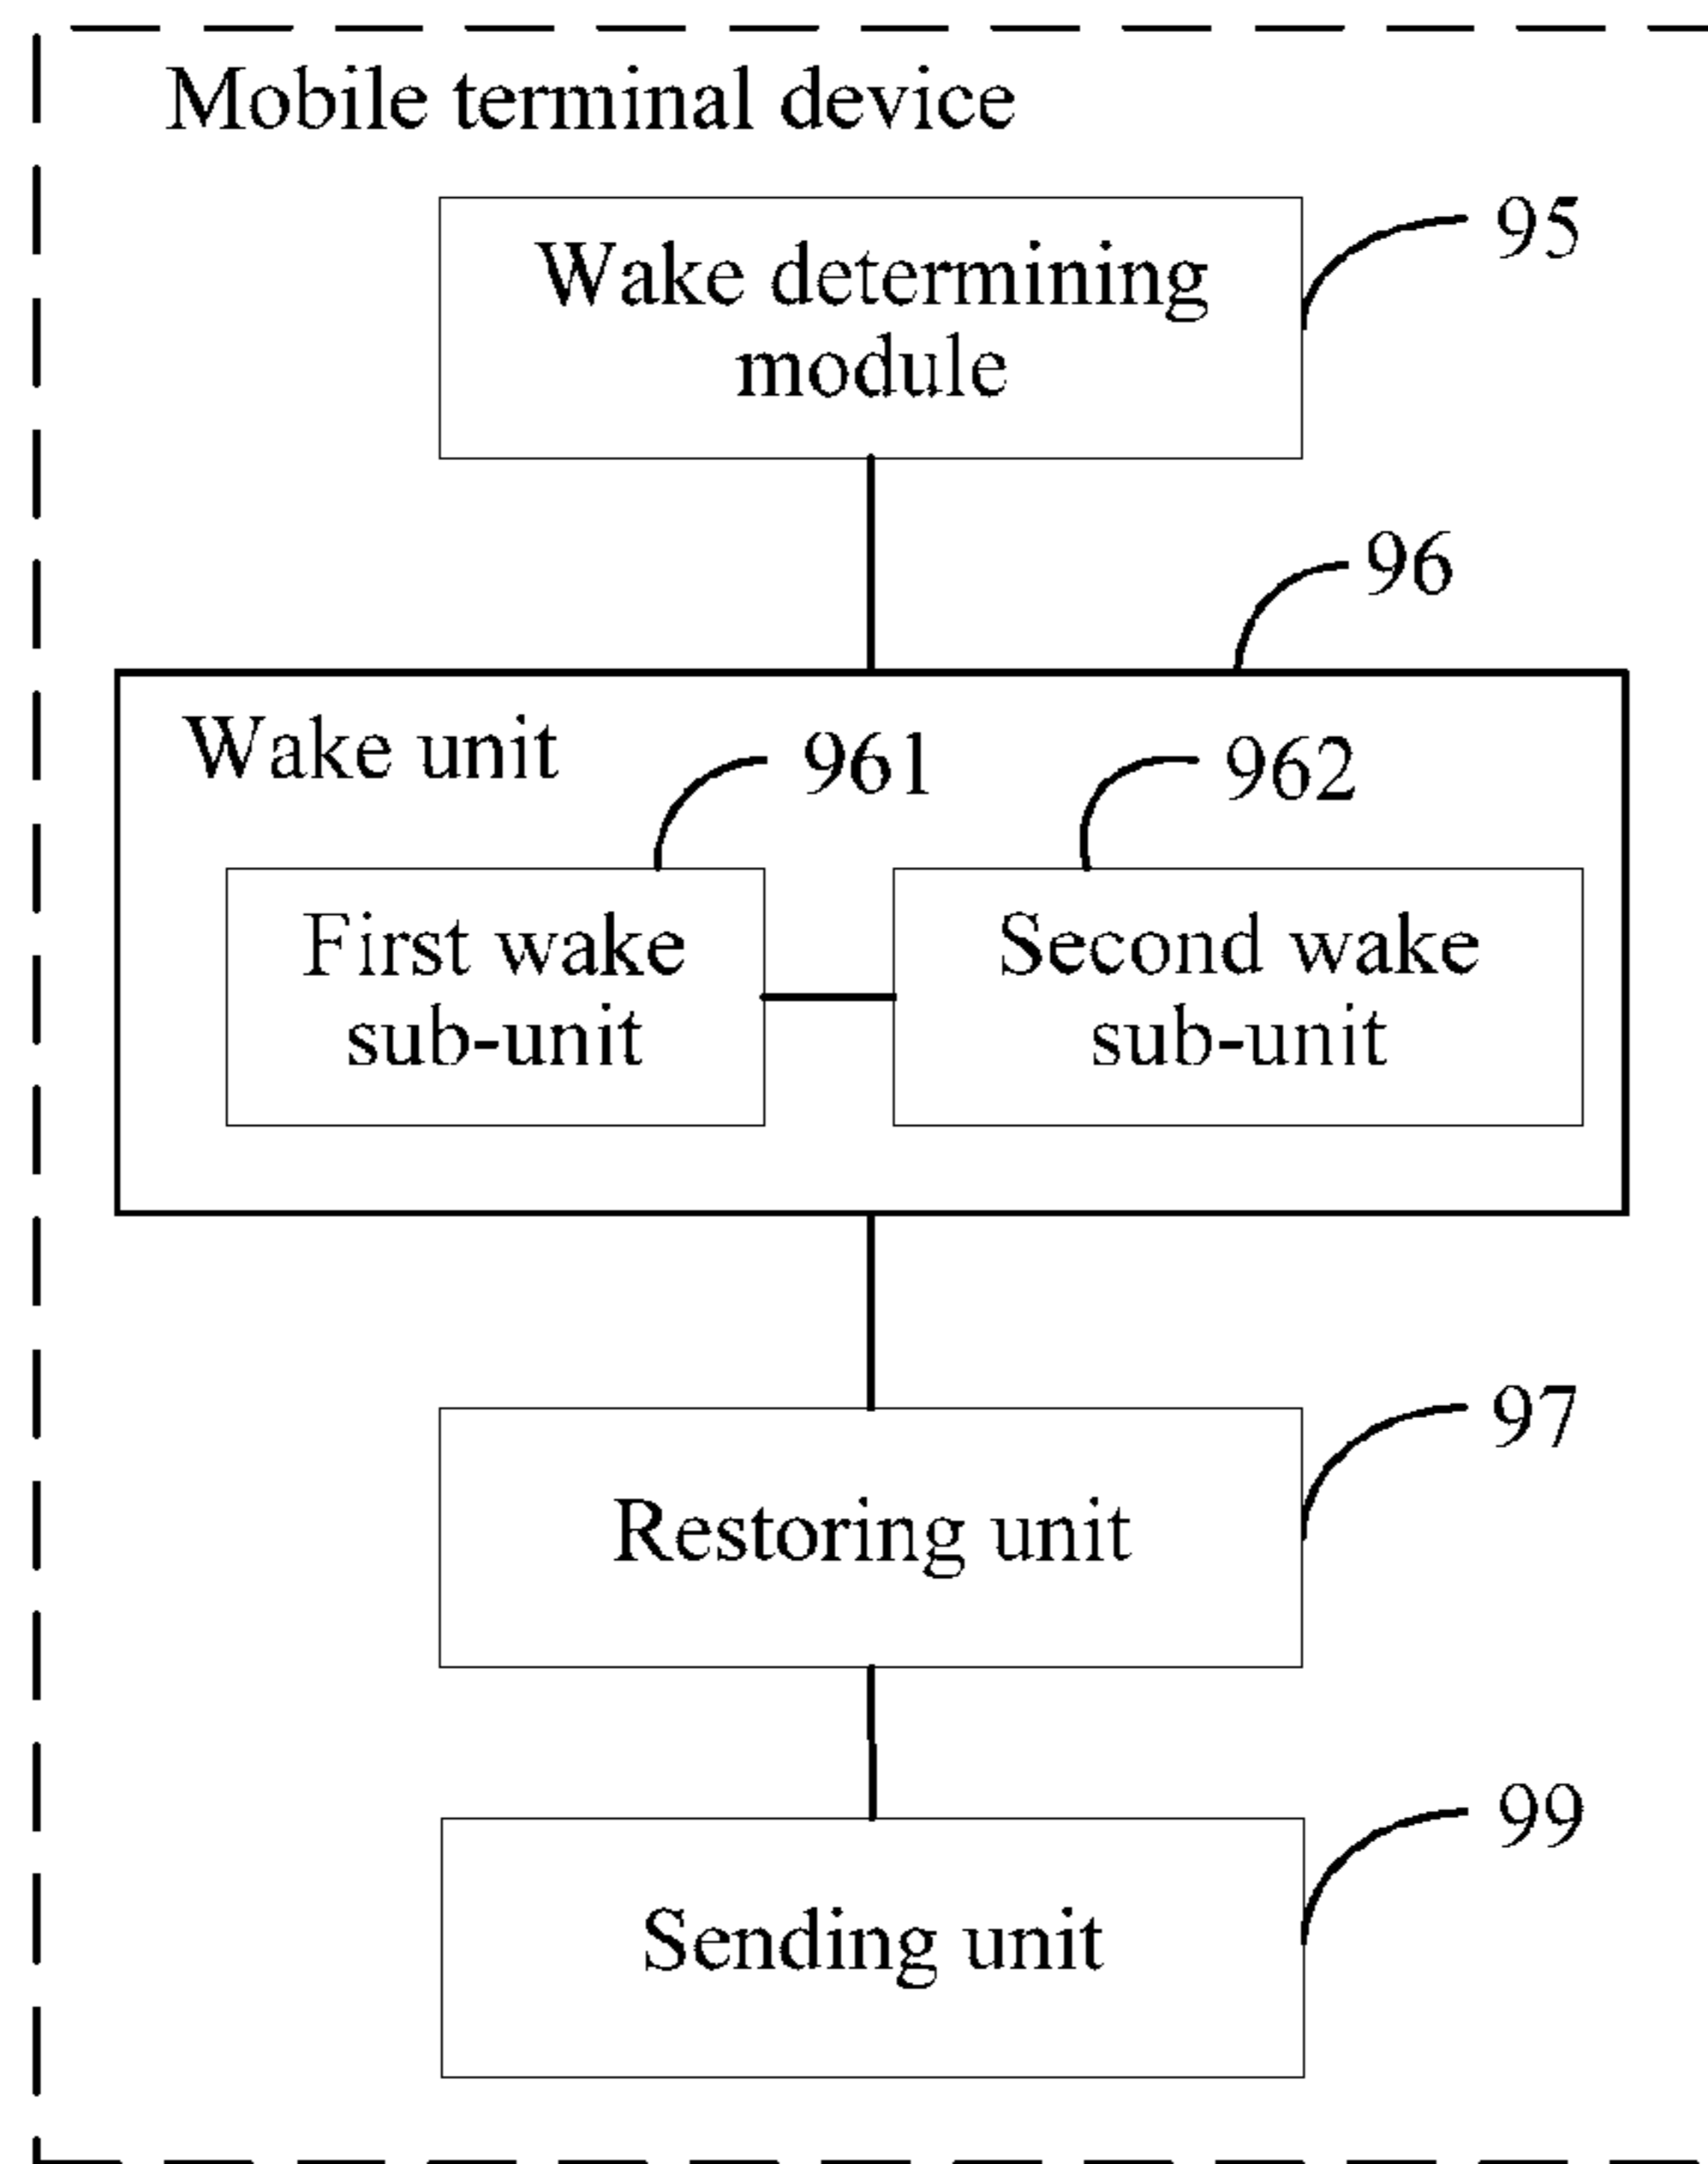 Mobile terminal device
95
Wake determining
module
96
Wake unit
961
962
First wake
sub-unit
Second wake
sub-unit
97
Restoring unit
99
Sending unit